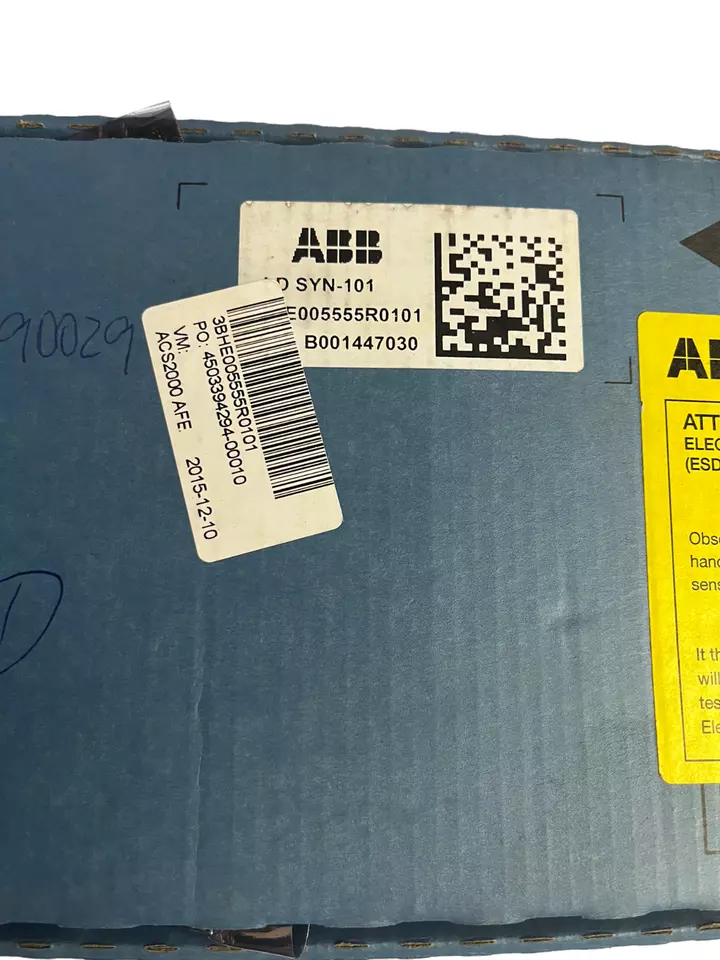 ABB
D SYN-101
E005555R0101
B001447030
3BHE005555R0101
PO: 4503394294-00010
VM:
ACS2000 AFE 2015-12-10
90029
D
AB
ATT
ELEC
(ESD
Obse
hand
sens
It th
will
tes
Ele